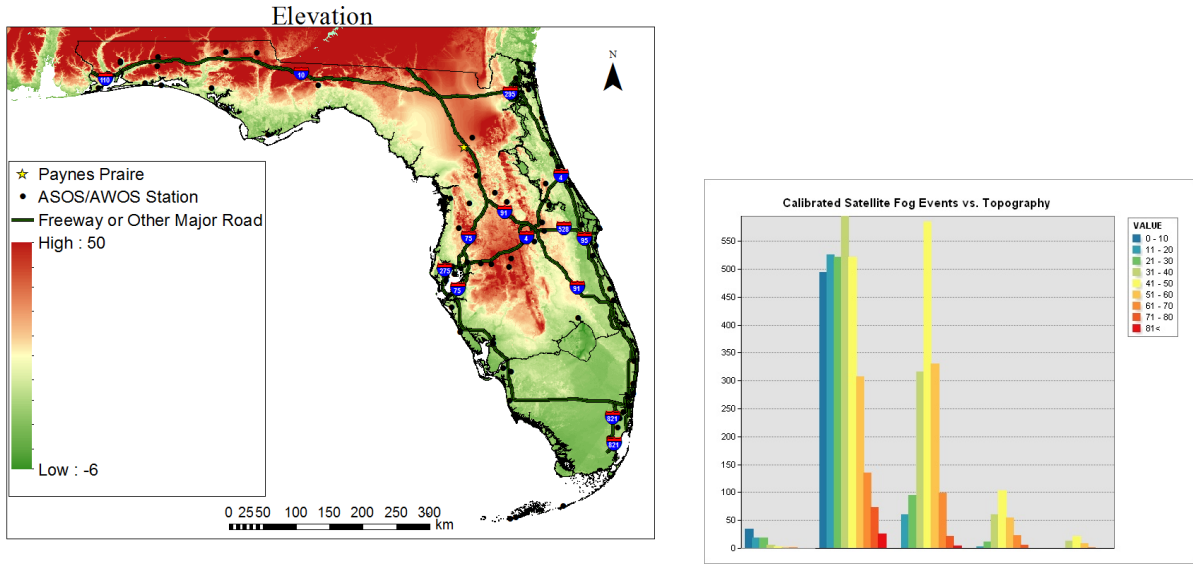 Elevation
N
110
10
295
4
91
75
4
528
95
275
75
91
821
821
Paynes Praire
ASOS/AWOS Station
Freeway or Other Major Road
High : 50
Low : -6
0 25 50 100 150 200 250 300
km
Calibrated Satellite Fog Events vs. Topography
550
500
450
400
350
300
250
200
150
100
50
0
VALUE
0 - 10
11 - 20
21 - 30
31 - 40
41 - 50
51 - 60
61 - 70
71 - 80
81<